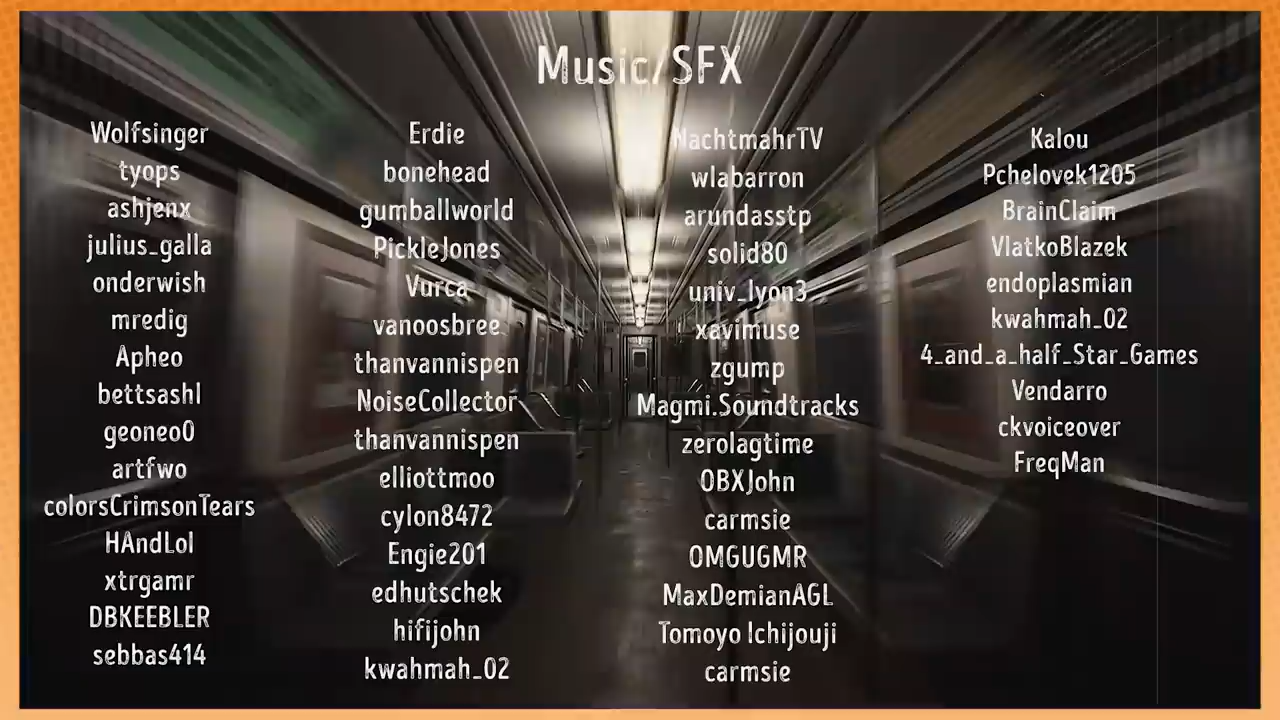 Music/SFX
Wolfsinger
tyops
ashjenx
julius_galla
onderwish
mredig
Apheo
bettsashl
geoneo0
artfwo
colorsCrimsonTears
HAndLol
xtrgamr
DBKEEBLER
sebbas414
Erdie
bonehead
gumballworld
PickleJones
Vurca
vanoosbree
thanvannispen
NoiseCollector
thanvannispen
elliottmoo
cylon8472
Engie201
edhutschek
hifijohn
kwahmah_02
NachtmahrTV
wlabarron
arundasstp
solid80
univ_lyon3
xavimuse
zgump
Magmi.Soundtracks
zerolagtime
OBXJohn
carmsie
OMGUGMR
MaxDemianAGL
Tomoyo Ichijouji
carmsie
Kalou
Pchelovek1205
BrainClaim
VlatkoBlazek
endoplasmian
kwahmah_02
4_and_a_half_Star_Games
Vendarro
ckvoiceover
FreqMan